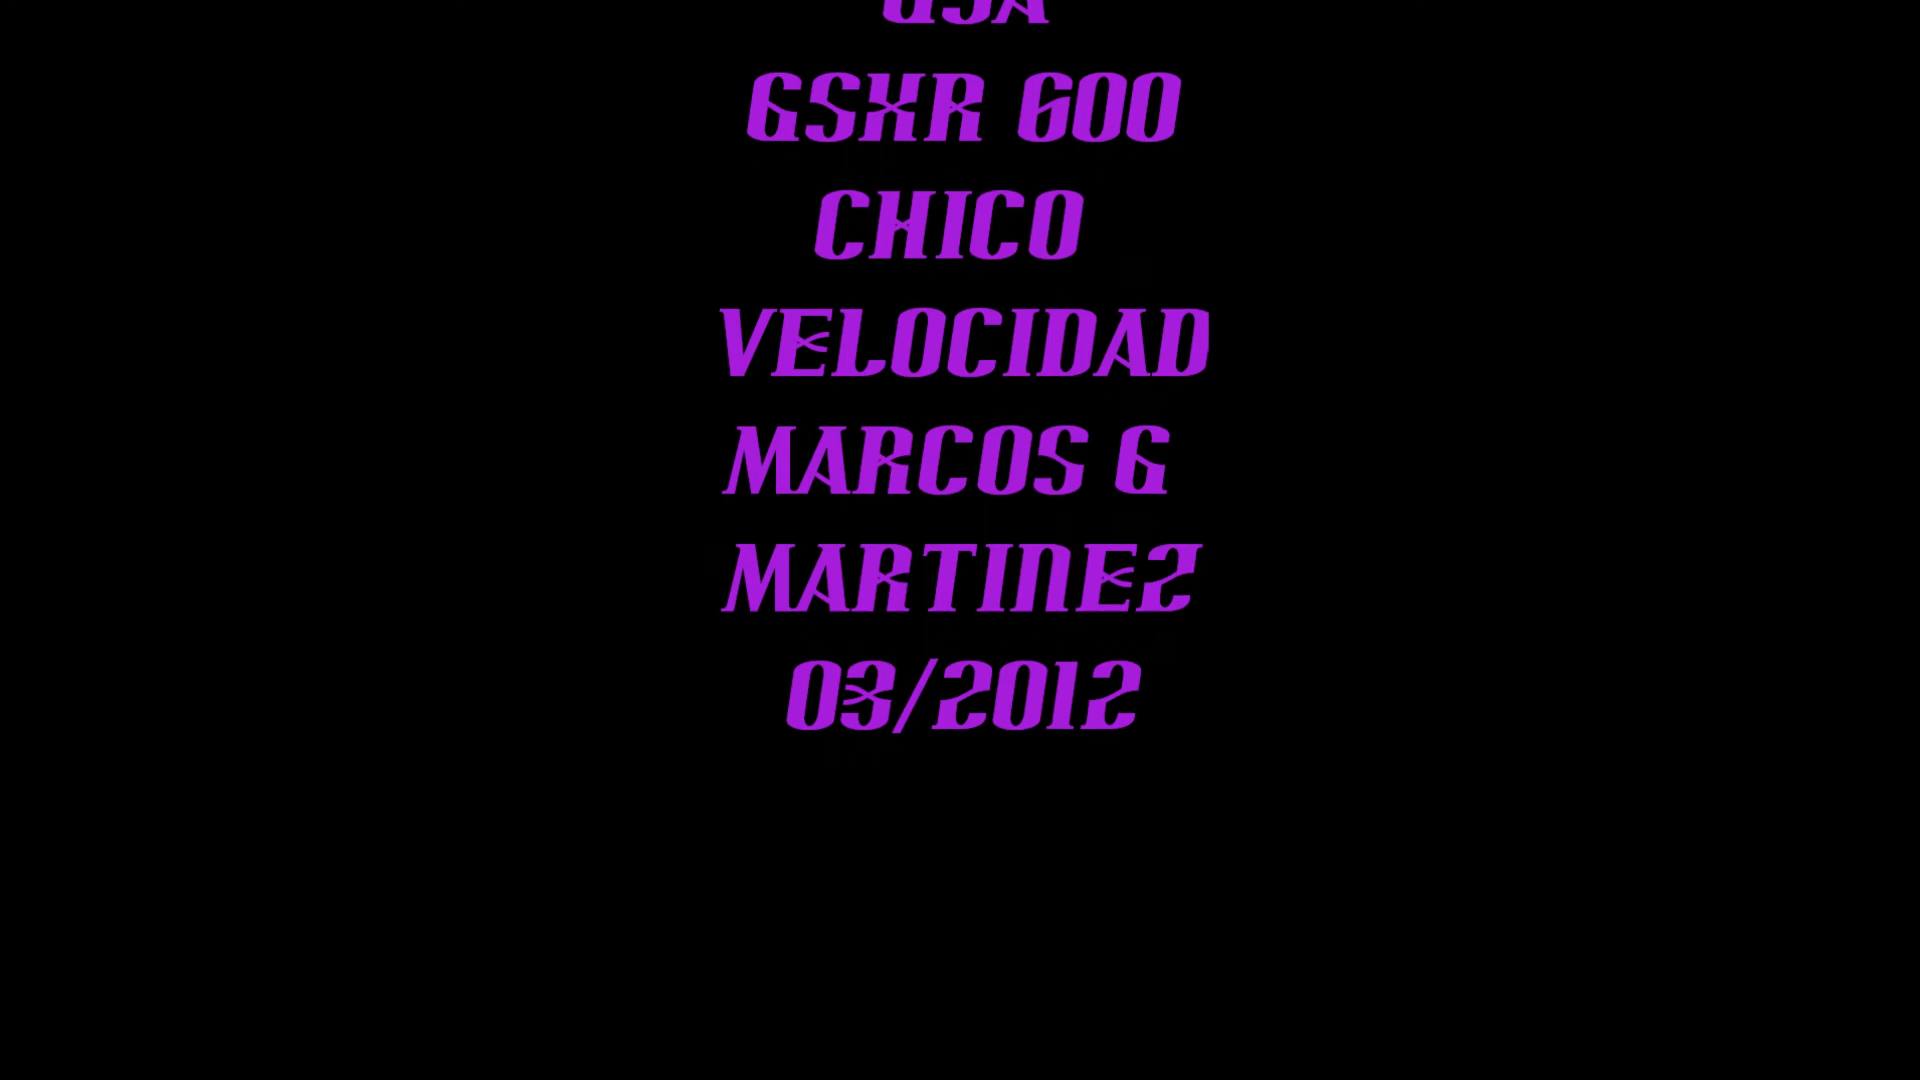 GSXR 600
CHICO
VELOCIDAD
MARCOS G
MARTINEZ
03/2012